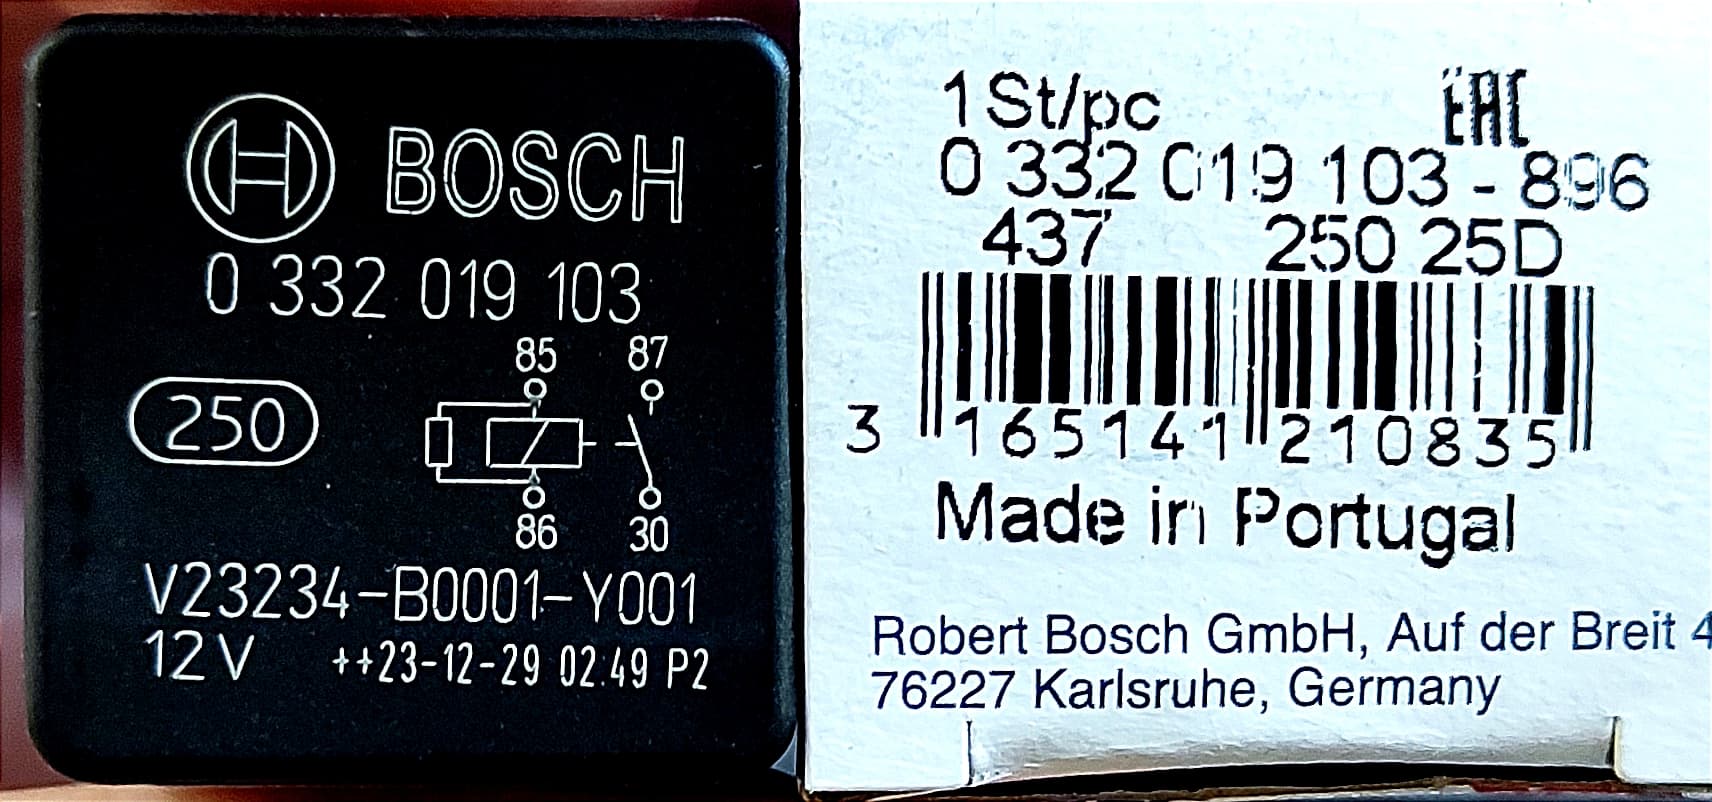 BOSCH
0 332 019 103
85 87
250
86 30
V23234-B0001-Y001
12V ++23-12-29 02:49 P2
1 St/pc EAC
0 332 019 103 - 896
437 250 25D
3 165141 210835
Made in Portugal
Robert Bosch GmbH, Auf der Breit 4
76227 Karlsruhe, Germany